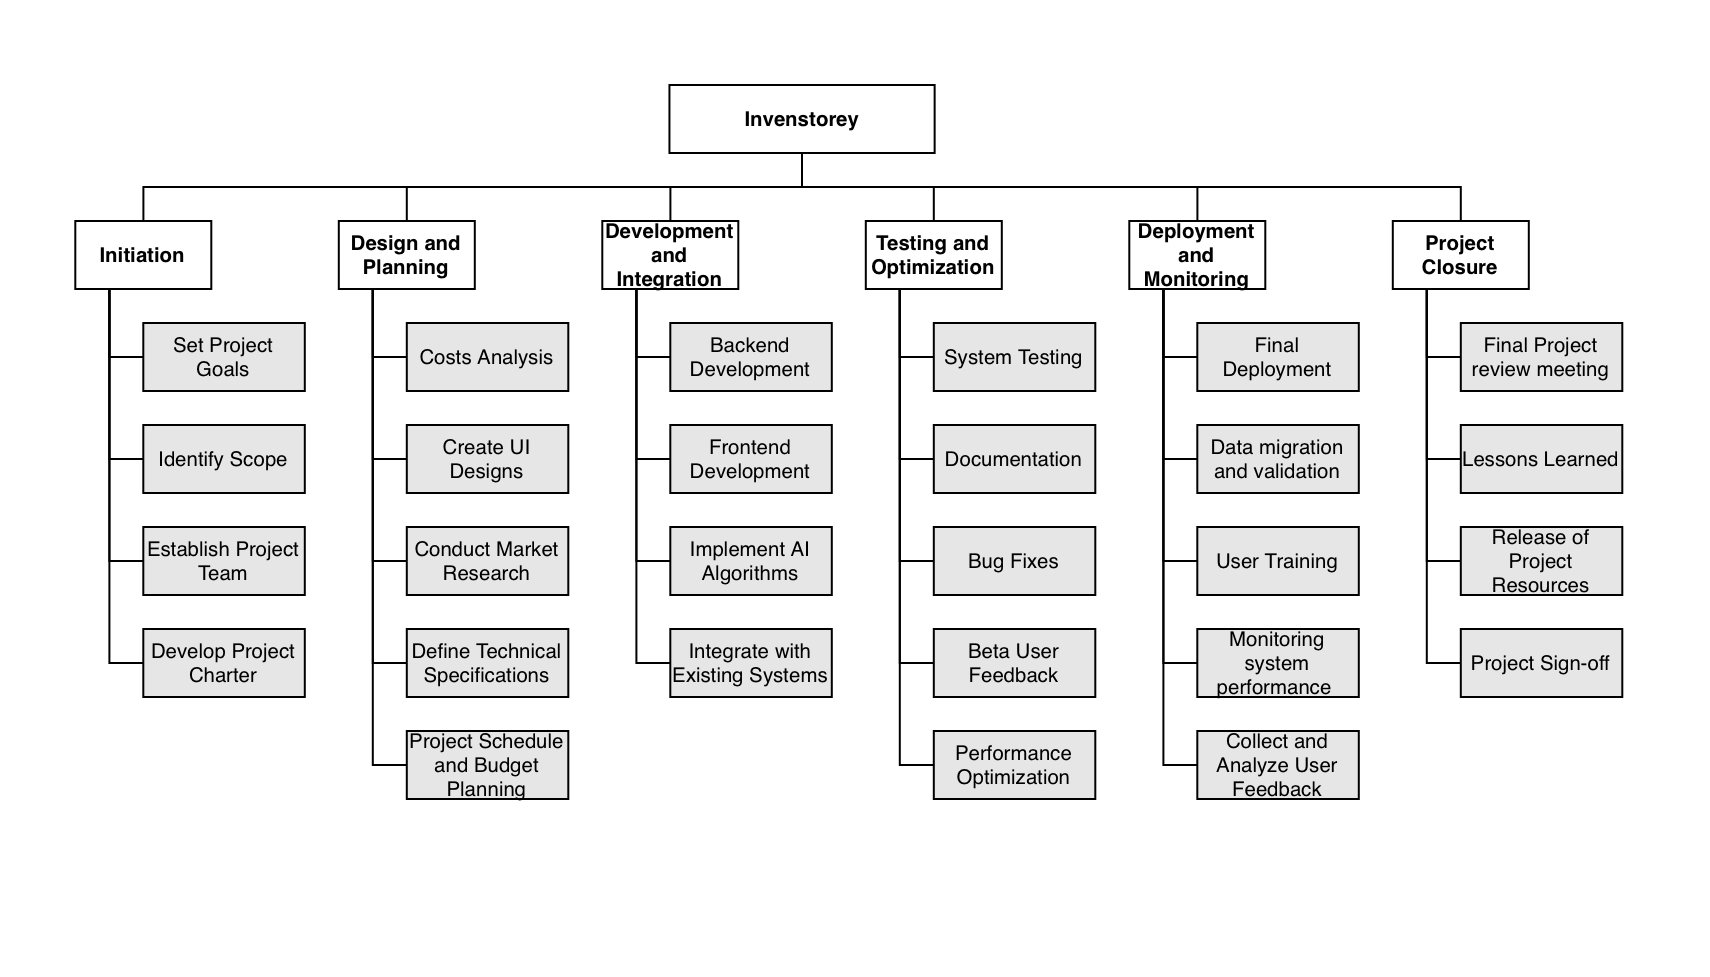 Invenstorey
Initiation
Set Project
Goals
Identify Scope
Establish Project
Team
Develop Project
Charter
Design and
Planning
Costs Analysis
Create UI
Designs
Conduct Market
Research
Define Technical
Specifications
Project Schedule
and Budget
Planning
Development
and
Integration
Backend
Development
Frontend
Development
Implement AI
Algorithms
Integrate with
Existing Systems
Testing and
Optimization
System Testing
Documentation
Bug Fixes
Beta User
Feedback
Performance
Optimization
Deployment
and
Monitoring
Final
Deployment
Data migration
and validation
User Training
Monitoring
system
performance
Collect and
Analyze User
Feedback
Project
Closure
Final Project
review meeting
Lessons Learned
Release of
Project
Resources
Project Sign-off